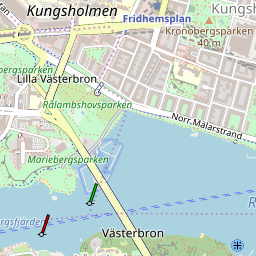 Kungsholmen
Fridhemsplan
Kungsh
Kronobergsparken
40 m
bergsparken
Lilla Västerbron
Rålambshovsparken
Norr Mälarstrand
Mariebergsparken
rgsfjärden
R
Västerbron